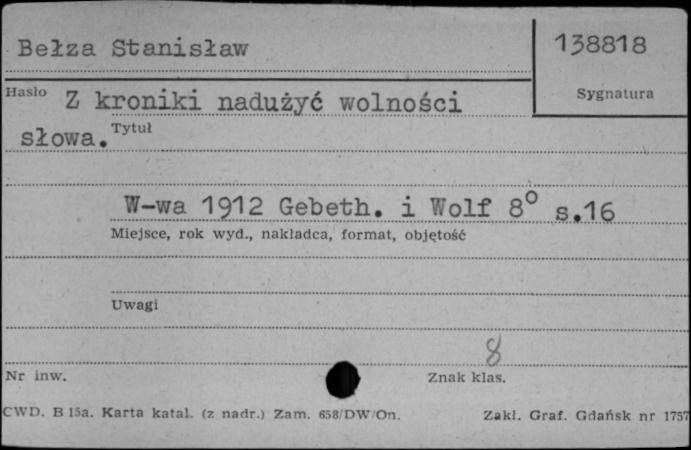 Bełza Stanisław
138818
Hasło Z kroniki nadużyć wolności
Sygnatura
słowa. Tytuł
W-wa 1912 Gebeth. i Wolf 8° s.16
Miejsce, rok wyd., nakładca, format, objętość
Uwagi
8
Nr inw.
Znak klas.
CWD. B 15a. Karta katal. (z nadr.) Zam. 658/DW/On. Zakł. Graf. Gdańsk nr 1757